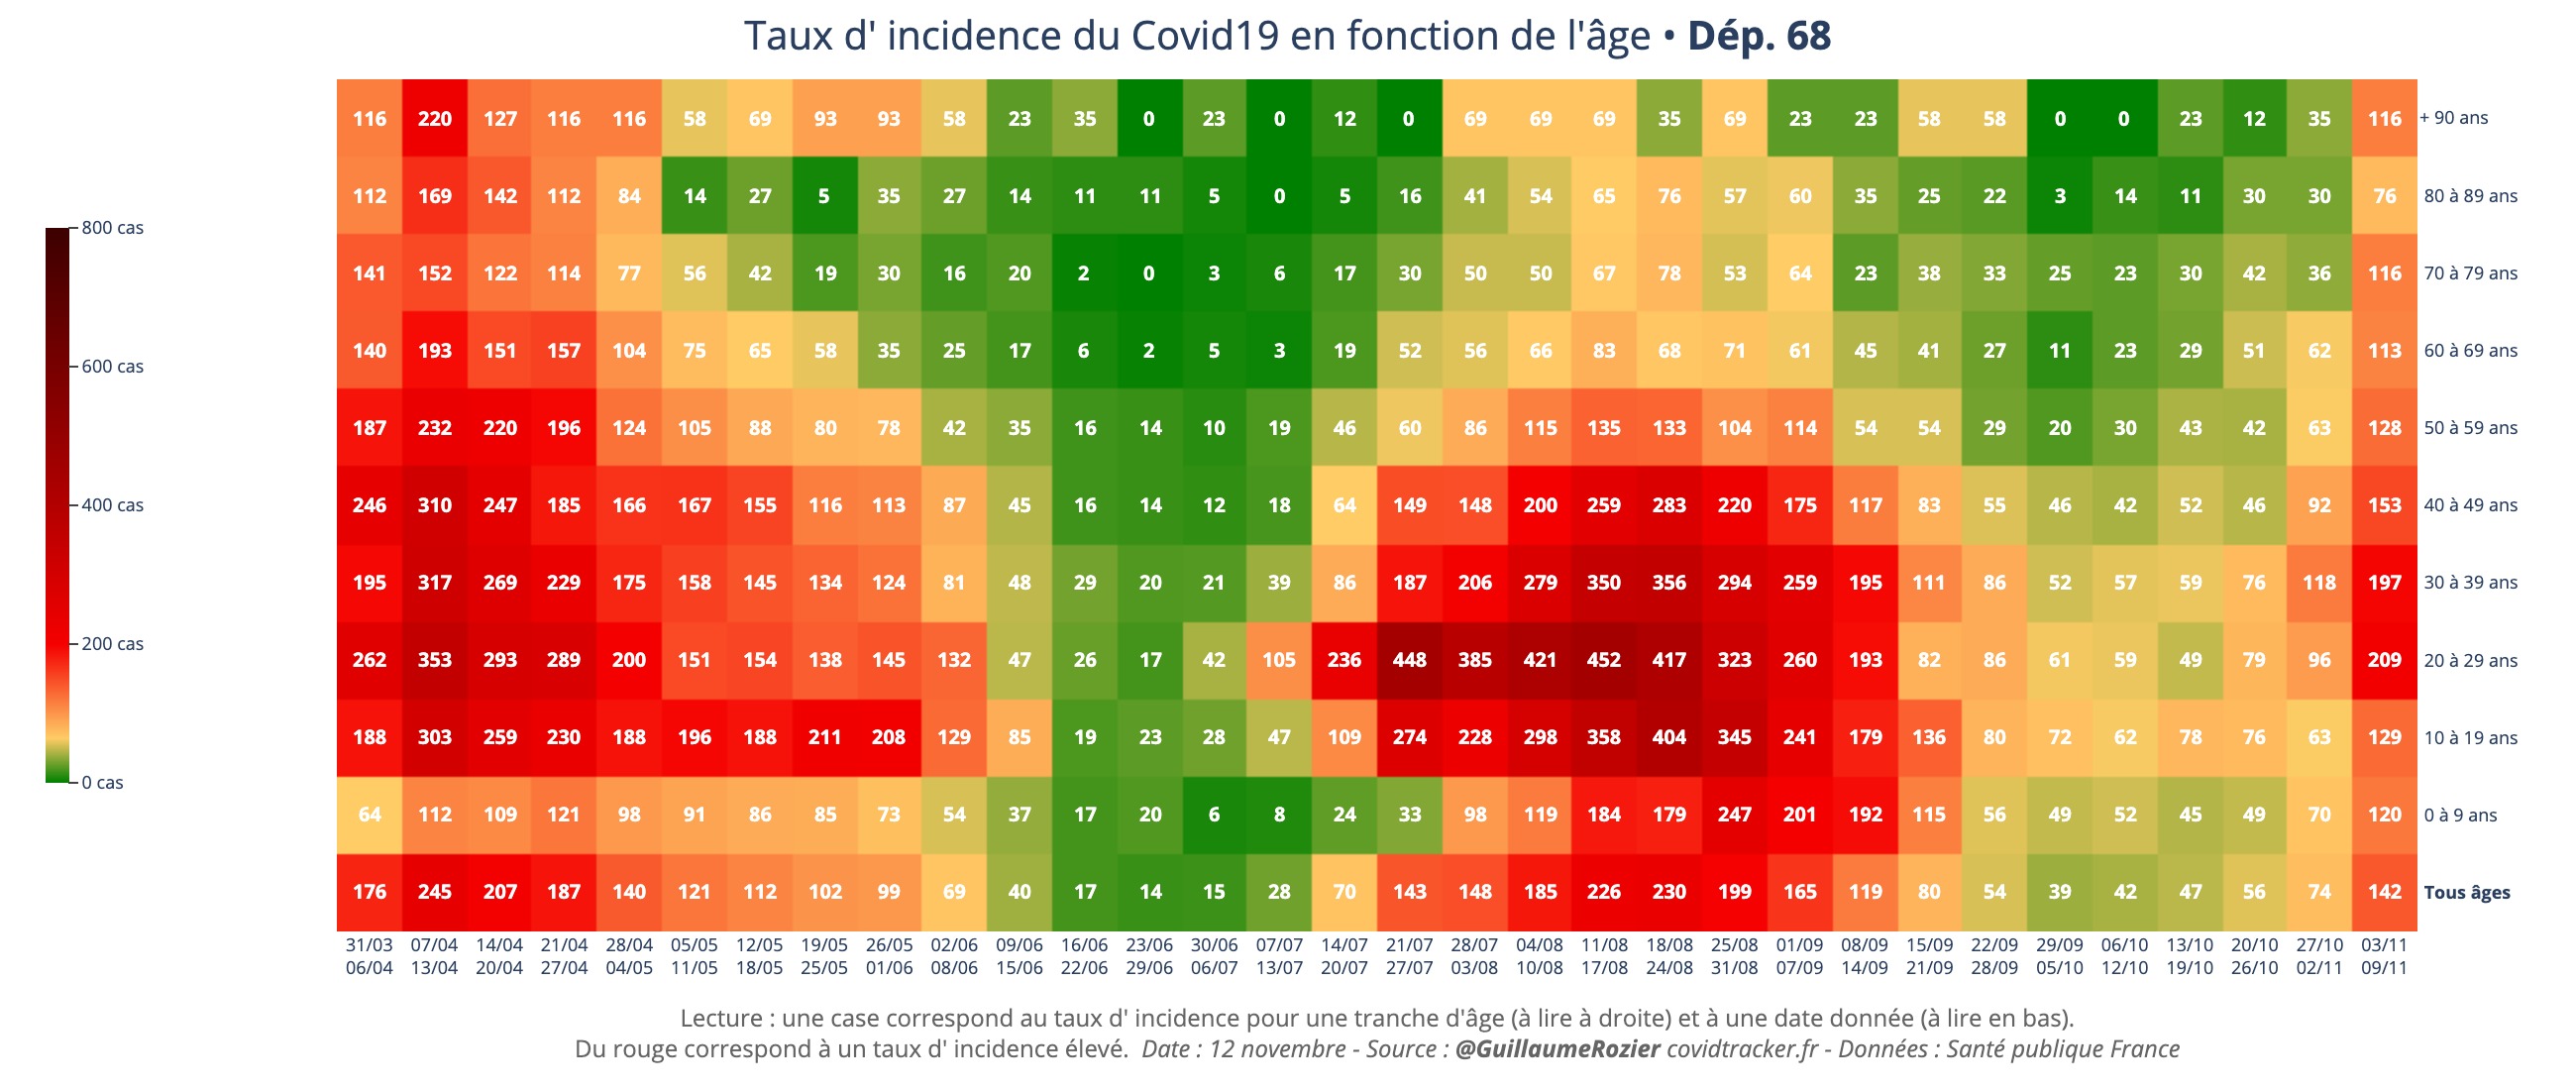 Taux d' incidence du Covid19 en fonction de l'âge • Dép. 68
116 220 127 116 116 58 69 93 93 58 23 35 0 23 0 12 0 69 69 69 35 69 23 23 58 58 0 0 23 12 35 116 + 90 ans
112 169 142 112 84 14 27 5 35 27 14 11 11 5 0 5 16 41 54 65 76 57 60 35 25 22 3 14 11 30 30 76 80 à 89 ans
800 cas
141 152 122 114 77 56 42 19 30 16 20 2 0 3 6 17 30 50 50 67 78 53 64 23 38 33 25 23 30 42 36 116 70 à 79 ans
140 193 151 157 104 75 65 58 35 25 17 6 2 5 3 19 52 56 66 83 68 71 61 45 41 27 11 23 29 51 62 113 60 à 69 ans
600 cas
187 232 220 196 124 105 88 80 78 42 35 16 14 10 19 46 60 86 115 135 133 104 114 54 54 29 20 30 43 42 63 128 50 à 59 ans
400 cas
246 310 247 185 166 167 155 116 113 87 45 16 14 12 18 64 149 148 200 259 283 220 175 117 83 55 46 42 52 46 92 153 40 à 49 ans
195 317 269 229 175 158 145 134 124 81 48 29 20 21 39 86 187 206 279 350 356 294 259 195 111 86 52 57 59 76 118 197 30 à 39 ans
200 cas
262 353 293 289 200 151 154 138 145 132 47 26 17 42 105 236 448 385 421 452 417 323 260 193 82 86 61 59 49 79 96 209 20 à 29 ans
188 303 259 230 188 196 188 211 208 129 85 19 23 28 47 109 274 228 298 358 404 345 241 179 136 80 72 62 78 76 63 129 10 à 19 ans
0 cas
64 112 109 121 98 91 86 85 73 54 37 17 20 6 8 24 33 98 119 184 179 247 201 192 115 56 49 52 45 49 70 120 0 à 9 ans
176 245 207 187 140 121 112 102 99 69 40 17 14 15 28 70 143 148 185 226 230 199 165 119 80 54 39 42 47 56 74 142 Tous âges
31/03 07/04 14/04 21/04 28/04 05/05 12/05 19/05 26/05 02/06 09/06 16/06 23/06 30/06 07/07 14/07 21/07 28/07 04/08 11/08 18/08 25/08 01/09 08/09 15/09 22/09 29/09 06/10 13/10 20/10 27/10 03/11
06/04 13/04 20/04 27/04 04/05 11/05 18/05 25/05 01/06 08/06 15/06 22/06 29/06 06/07 13/07 20/07 27/07 03/08 10/08 17/08 24/08 31/08 07/09 14/09 21/09 28/09 05/10 12/10 19/10 26/10 02/11 09/11
Lecture : une case correspond au taux d' incidence pour une tranche d'âge (à lire à droite) et à une date donnée (à lire en bas).
Du rouge correspond à un taux d' incidence élevé. Date : 12 novembre - Source : @GuillaumeRozier covidtracker.fr - Données : Santé publique France